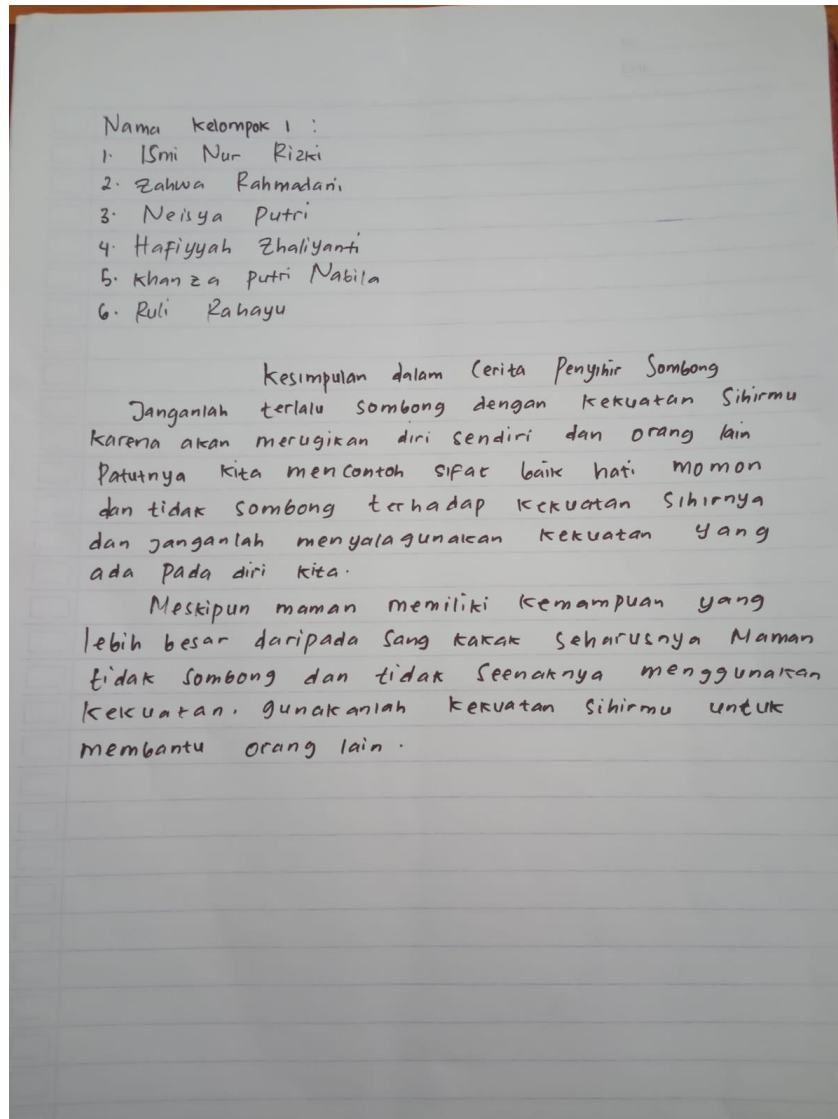 Nama Kelompok 1 :
1. Ismi Nur Rizki
2. Zahwa Rahmadani
3. Neisya Putri
4. Hafiyyah Zhaliyanti
5. Khanza Putri Nabila
6. Ruli Rahayu
Kesimpulan dalam Cerita Penyihir Sombong
Janganlah terlalu sombong dengan kekuatan Sihirmu
karena akan merugikan diri sendiri dan orang lain
Patutnya kita mencontoh sifat baik hati momon
dan tidak sombong terhadap kekuatan Sihirnya
dan Janganlah menyalagunakan kekuatan yang
ada pada diri kita.
Meskipun maman memiliki kemampuan yang
lebih besar daripada Sang kakak Seharusnya Maman
tidak Sombong dan tidak Seenaknya menggunakan
kekuatan. gunakanlah kekuatan Sihirmu untuk
membantu orang lain.